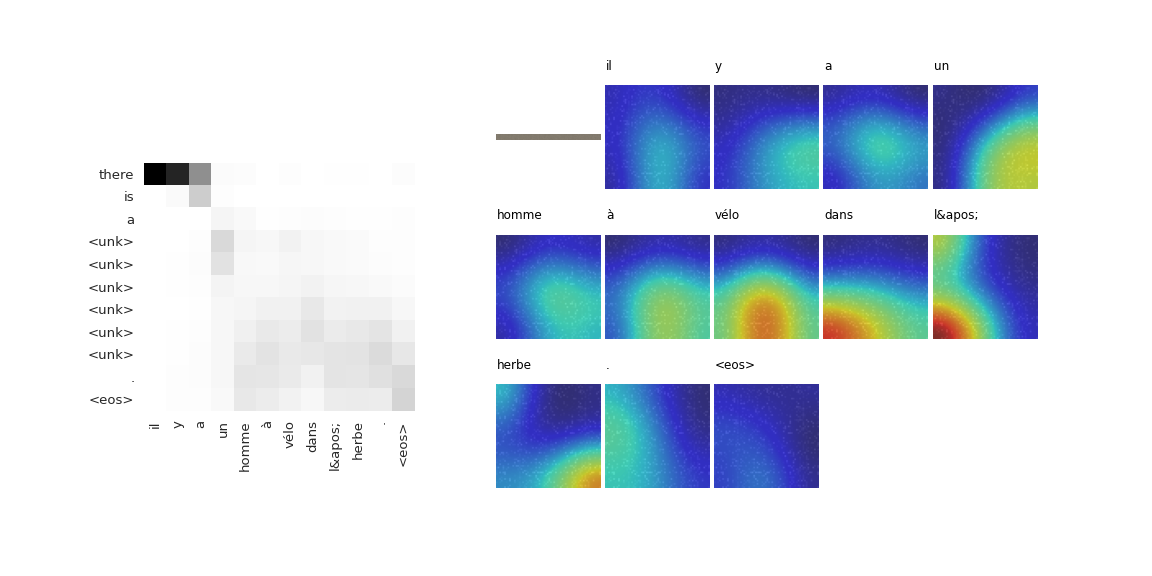 there
is
a
<unk>
<unk>
<unk>
<unk>
<unk>
<unk>
.
<eos>
il
y
a
un
homme
à
vélo
dans
l&apos;
herbe
.
<eos>
il y a un
homme à vélo dans l&apos;
herbe . <eos>